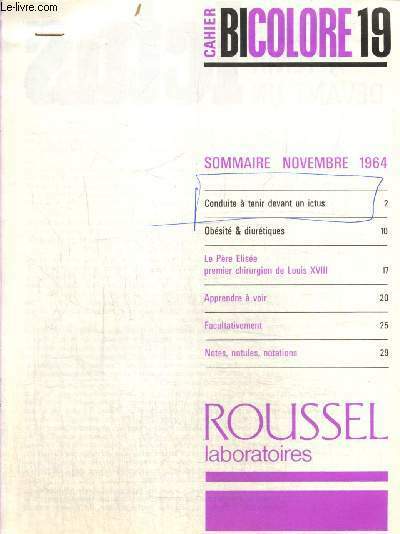 Le-livre.com
CAHIER BICOLORE 19
SOMMAIRE NOVEMBRE 1964
Conduite à tenir devant un ictus 2
Obésité & diurétiques 10
Le Père Elisée
premier chirurgien de Louis XVIII 17
Apprendre à voir 20
Facultativement 25
Notes, notules, notations 29
ROUSSEL
laboratoires